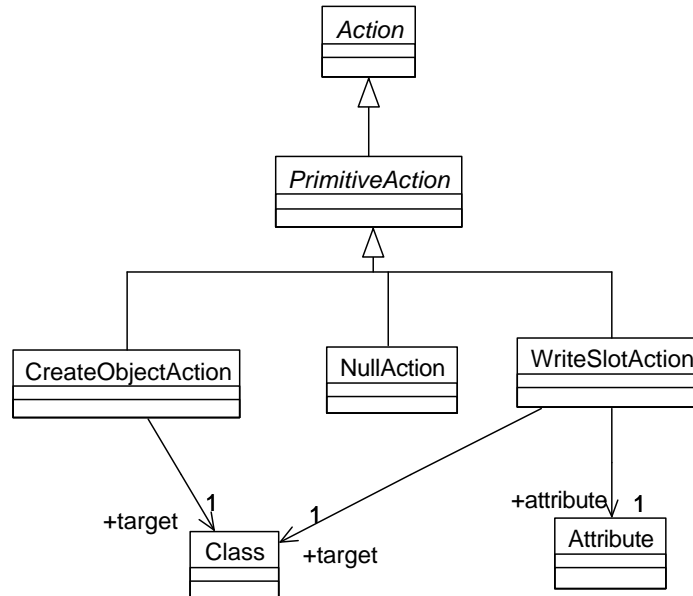 Action
PrimitiveAction
CreateObjectAction
NullAction
WriteSlotAction
1
+target
1
+target
+attribute
1
Class
Attribute